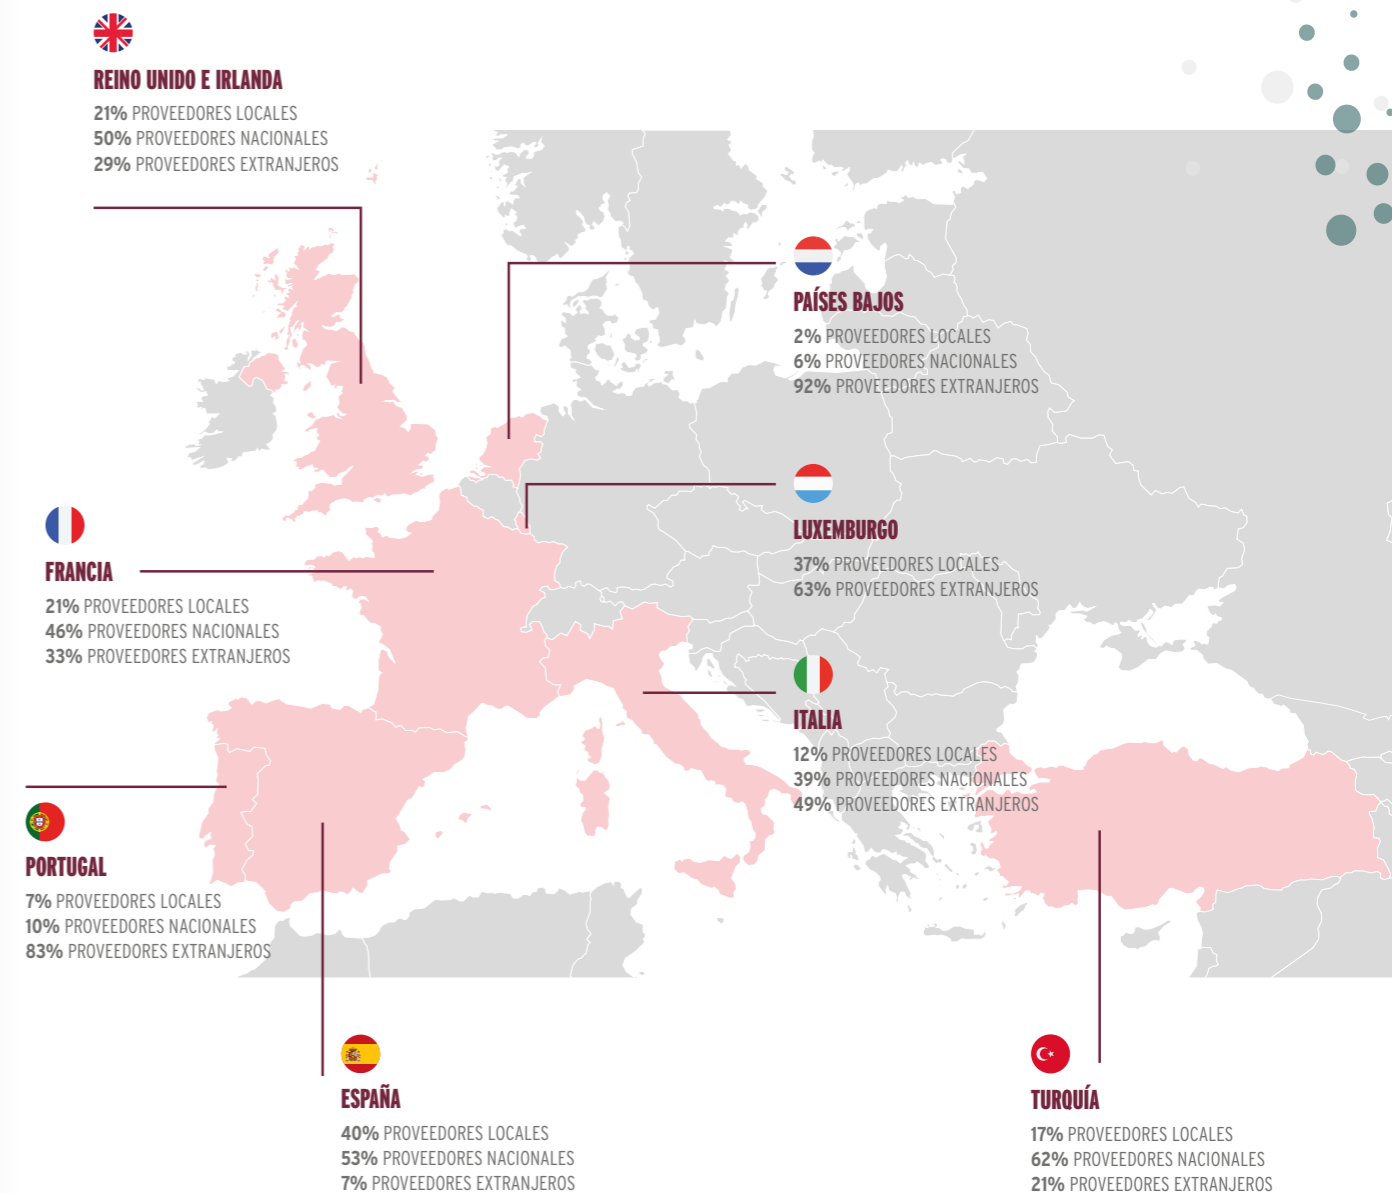 REINO UNIDO E IRLANDA
21% PROVEEDORES LOCALES
50% PROVEEDORES NACIONALES
29% PROVEEDORES EXTRANJEROS
PAÍSES BAJOS
2% PROVEEDORES LOCALES
6% PROVEEDORES NACIONALES
92% PROVEEDORES EXTRANJEROS
LUXEMBURGO
37% PROVEEDORES LOCALES
63% PROVEEDORES EXTRANJEROS
FRANCIA
21% PROVEEDORES LOCALES
46% PROVEEDORES NACIONALES
33% PROVEEDORES EXTRANJEROS
ITALIA
12% PROVEEDORES LOCALES
39% PROVEEDORES NACIONALES
49% PROVEEDORES EXTRANJEROS
PORTUGAL
7% PROVEEDORES LOCALES
10% PROVEEDORES NACIONALES
83% PROVEEDORES EXTRANJEROS
ESPAÑA
40% PROVEEDORES LOCALES
53% PROVEEDORES NACIONALES
7% PROVEEDORES EXTRANJEROS
TURQUÍA
17% PROVEEDORES LOCALES
62% PROVEEDORES NACIONALES
21% PROVEEDORES EXTRANJEROS